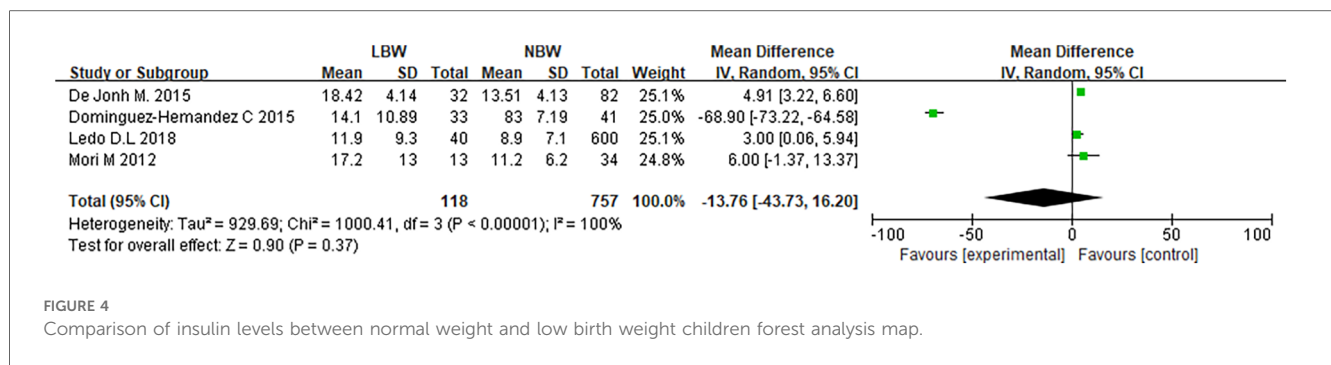 LBW NBW Mean Difference Mean Difference
Study or Subgroup Mean SD Total Mean SD Total Weight IV, Random, 95% CI IV, Random, 95% CI
De Jonh M. 2015 18.42 4.14 32 13.51 4.13 82 25.1% 4.91 [3.22, 6.60]
Dominguez-Hernandez C 2015 14.1 10.89 33 83 7.19 41 25.0% -68.90 [-73.22, -64.58]
Ledo D.L 2018 11.9 9.3 40 8.9 7.1 600 25.1% 3.00 [0.06, 5.94]
Mori M 2012 17.2 13 13 11.2 6.2 34 24.8% 6.00 [-1.37, 13.37]
Total (95% CI) 118 757 100.0% -13.76 [-43.73, 16.20]
Heterogeneity: Tau² = 929.69; Chi² = 1000.41, df = 3 (P < 0.00001); I² = 100%
Test for overall effect: Z = 0.90 (P = 0.37)
-100 -50 0 50 100
Favours [experimental] Favours [control]
FIGURE 4
Comparison of insulin levels between normal weight and low birth weight children forest analysis map.